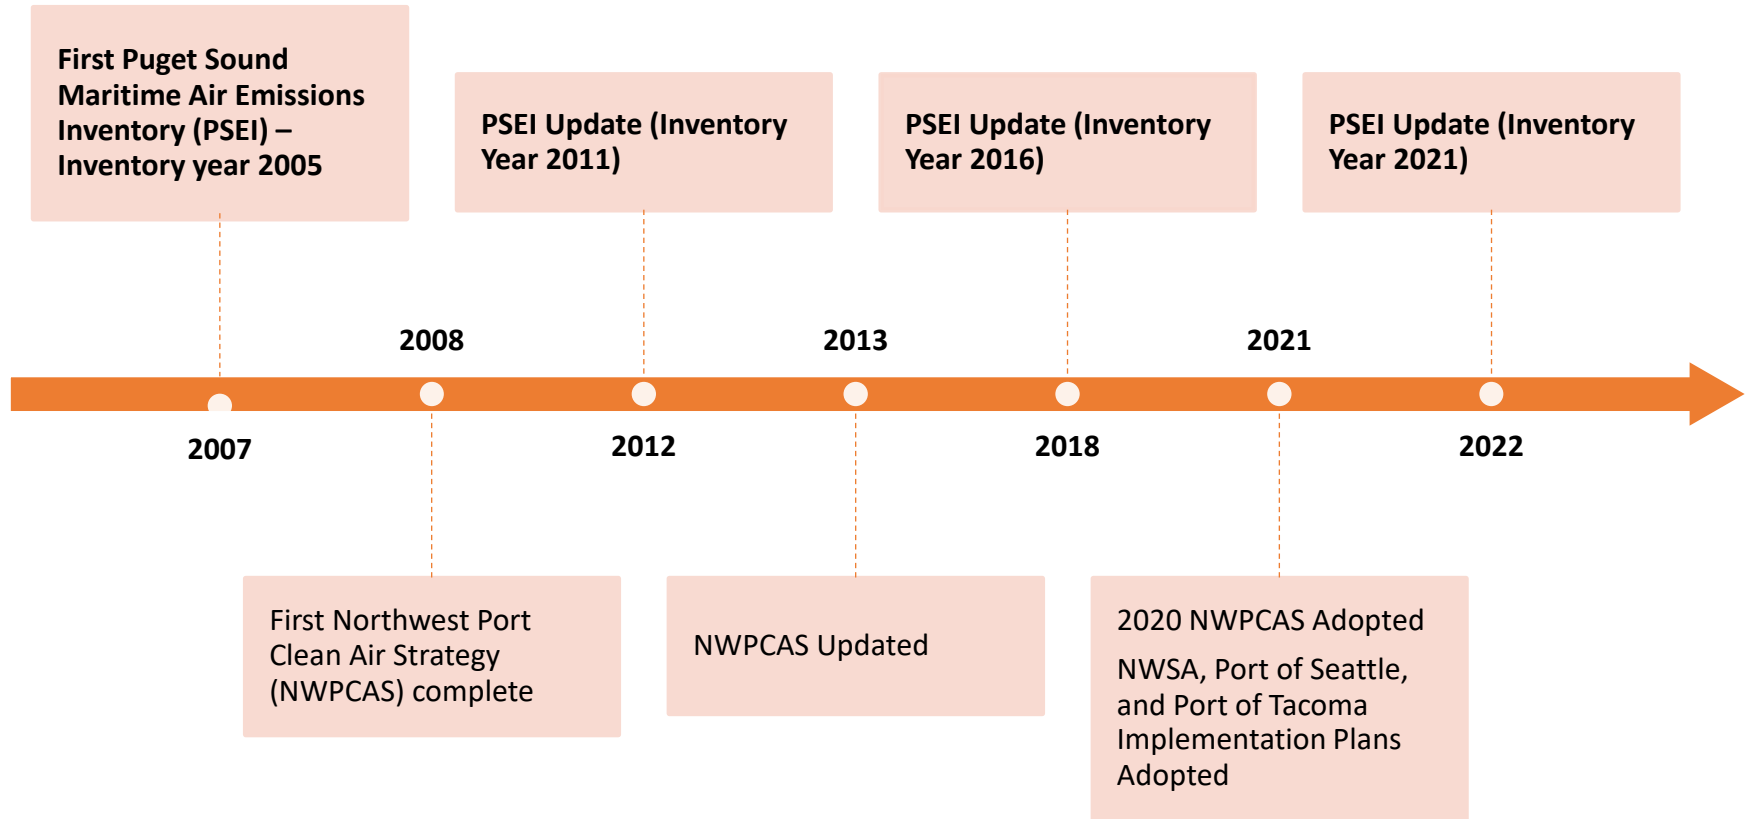 First Puget Sound
Maritime Air Emissions
Inventory (PSEI) –
Inventory year 2005
PSEI Update (Inventory
Year 2011)
PSEI Update (Inventory
Year 2016)
PSEI Update (Inventory
Year 2021)
2008
2013
2021
2007
2012
2018
2022
First Northwest Port
Clean Air Strategy
(NWPCAS) complete
NWPCAS Updated
2020 NWPCAS Adopted
NWSA, Port of Seattle,
and Port of Tacoma
Implementation Plans
Adopted